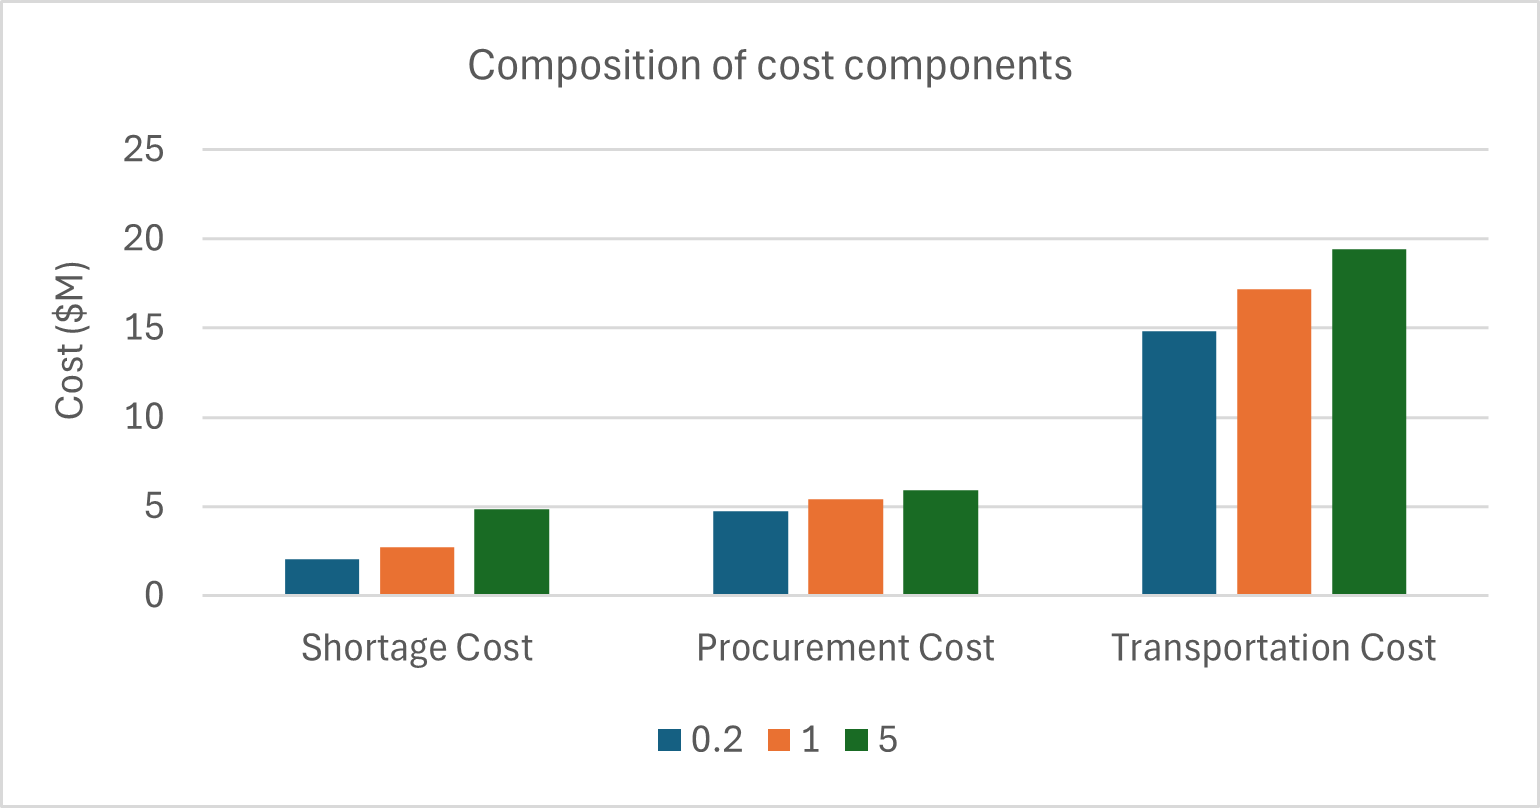 Composition of cost components
25
20
15
10
5
0
Cost ($M)
Shortage Cost
Procurement Cost
Transportation Cost
0.2 1 5